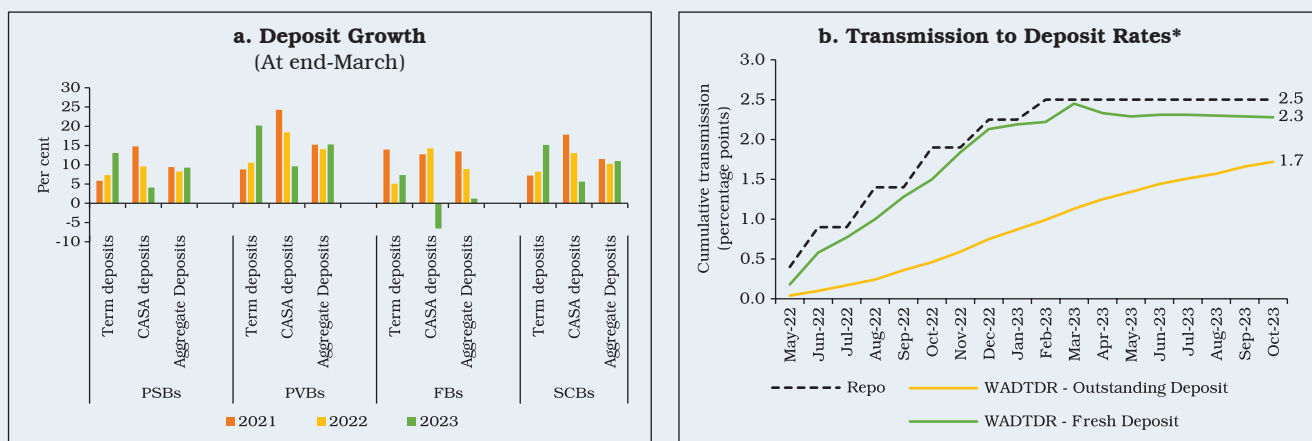 a. Deposit Growth
(At end-March)
Per cent
30
25
20
15
10
5
0
-5
-10
Term deposits
CASA deposits
Aggregate Deposits
Term deposits
CASA deposits
Aggregate Deposits
Term deposits
CASA deposits
Aggregate Deposits
Term deposits
CASA deposits
Aggregate Deposits
PSBs
PVBs
FBs
SCBs
2021
2022
2023
b. Transmission to Deposit Rates*
Cumulative transmission
(percentage points)
3.0
2.5
2.0
1.5
1.0
0.5
0.0
2.5
2.3
1.7
May-22
Jun-22
Jul-22
Aug-22
Sep-22
Oct-22
Nov-22
Dec-22
Jan-23
Feb-23
Mar-23
Apr-23
May-23
Jun-23
Jul-23
Aug-23
Sep-23
Oct-23
Repo
WADTDR - Outstanding Deposit
WADTDR - Fresh Deposit